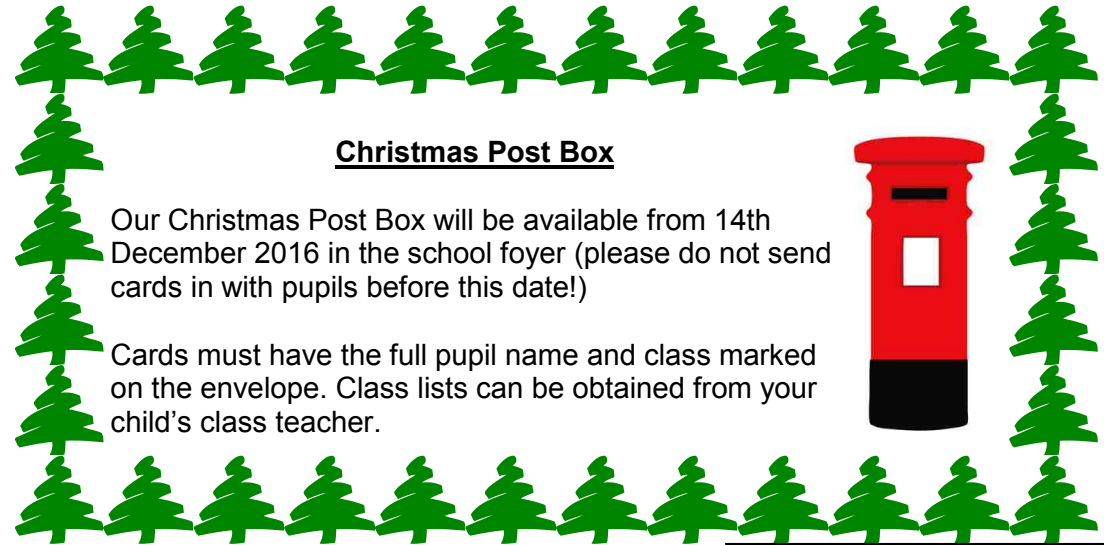 Christmas Post Box
Our Christmas Post Box will be available from 14th
December 2016 in the school foyer (please do not send
cards in with pupils before this date!)
Cards must have the full pupil name and class marked
on the envelope. Class lists can be obtained from your
child’s class teacher.